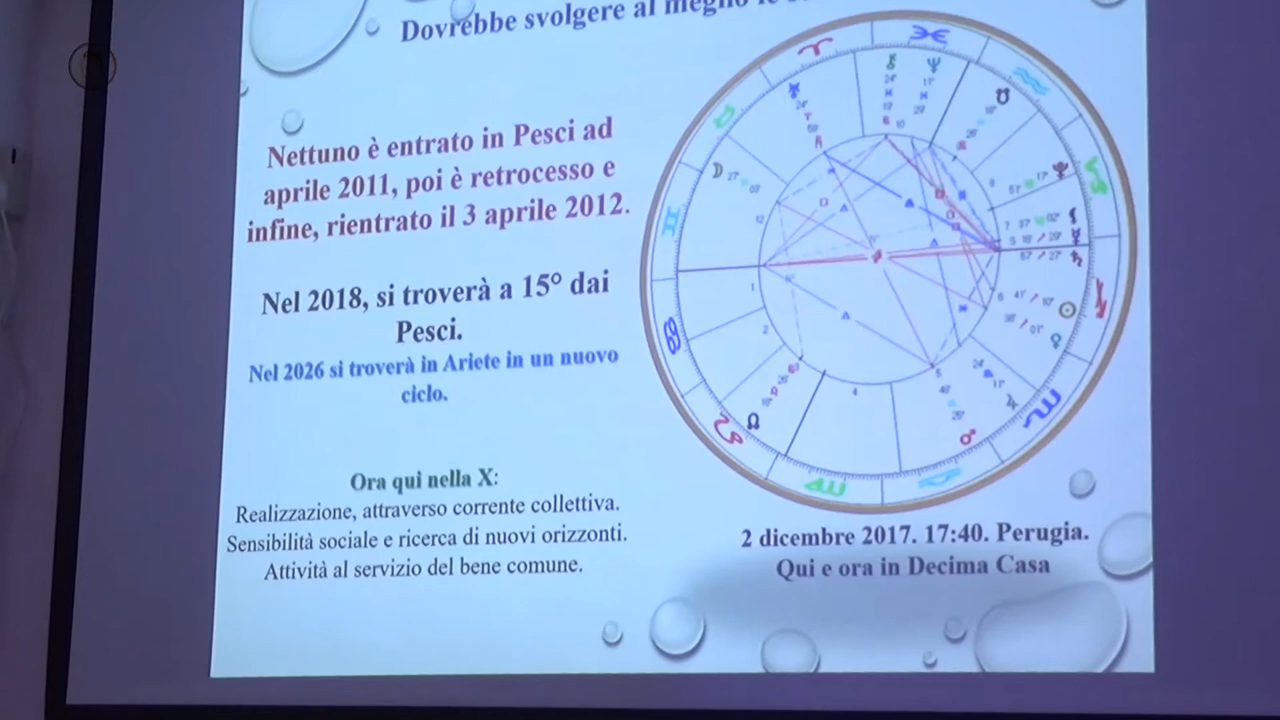 Dovrebbe svolgere al meglio le
Nettuno è entrato in Pesci ad
aprile 2011, poi è retrocesso e
infine, rientrato il 3 aprile 2012.
Nel 2018, si troverà a 15° dai
Pesci.
Nel 2026 si troverà in Ariete in un nuovo
ciclo.
Ora qui nella X:
Realizzazione, attraverso corrente collettiva.
Sensibilità sociale e ricerca di nuovi orizzonti.
Attività al servizio del bene comune.
2 dicembre 2017. 17:40. Perugia.
Qui e ora in Decima Casa